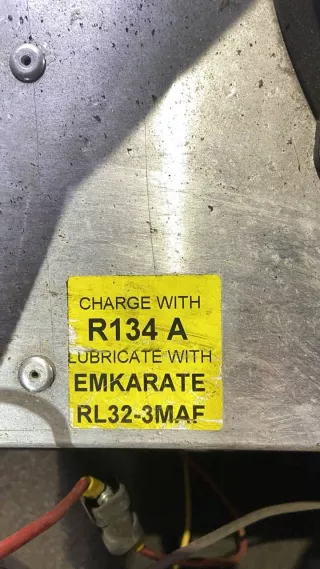 CHARGE WITH
R134 A
LUBRICATE WITH
EMKARATE
RL32-3MAF